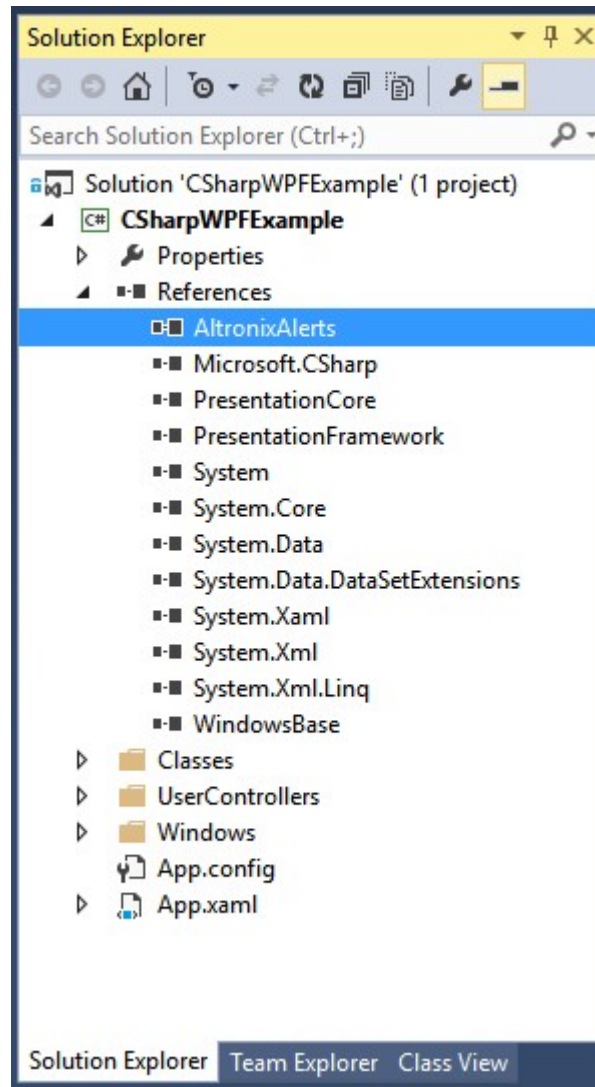 Solution Explorer
Search Solution Explorer (Ctrl+;)
Solution 'CSharpWPFExample' (1 project)
C# CSharpWPFExample
Properties
References
AltronixAlerts
Microsoft.CSharp
PresentationCore
PresentationFramework
System
System.Core
System.Data
System.Data.DataSetExtensions
System.Xaml
System.Xml
System.Xml.Linq
WindowsBase
Classes
UserControllers
Windows
App.config
App.xaml
Solution Explorer Team Explorer Class View